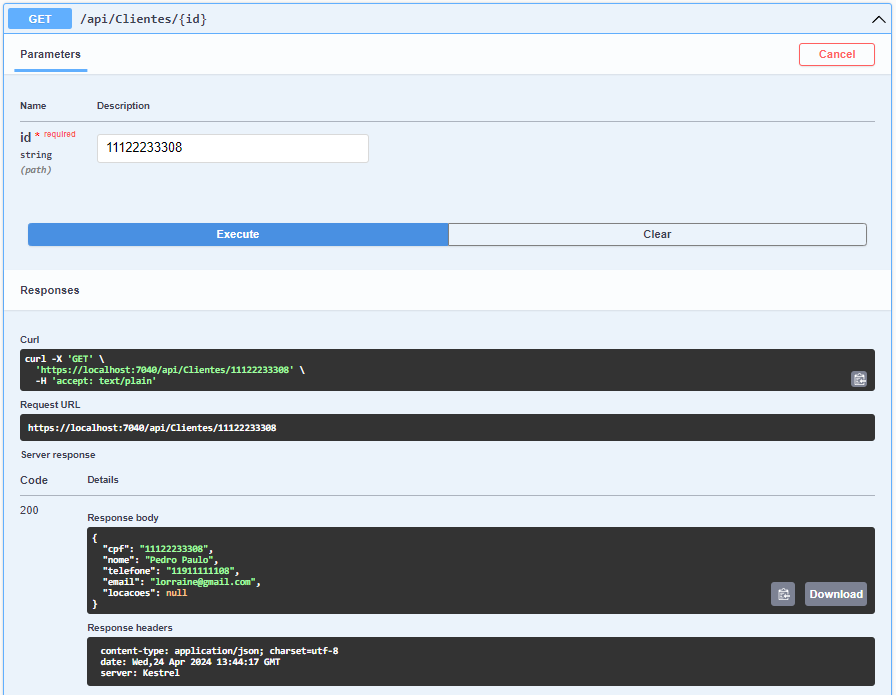 GET /api/Clientes/{id}
Parameters
Cancel
Name Description
id * required
string
(path)
11122233308
Execute
Clear
Responses
Curl
curl -X 'GET' \
'https://localhost:7040/api/Clientes/11122233308' \
-H 'accept: text/plain'
Request URL
https://localhost:7040/api/Clientes/11122233308
Server response
Code Details
200
Response body
{
"cpf": "11122233308",
"nome": "Pedro Paulo",
"telefone": "11911111108",
"email": "lorraine@gmail.com",
"locacoes": null
}
Download
Response headers
content-type: application/json; charset=utf-8
date: Wed,24 Apr 2024 13:44:17 GMT
server: Kestrel